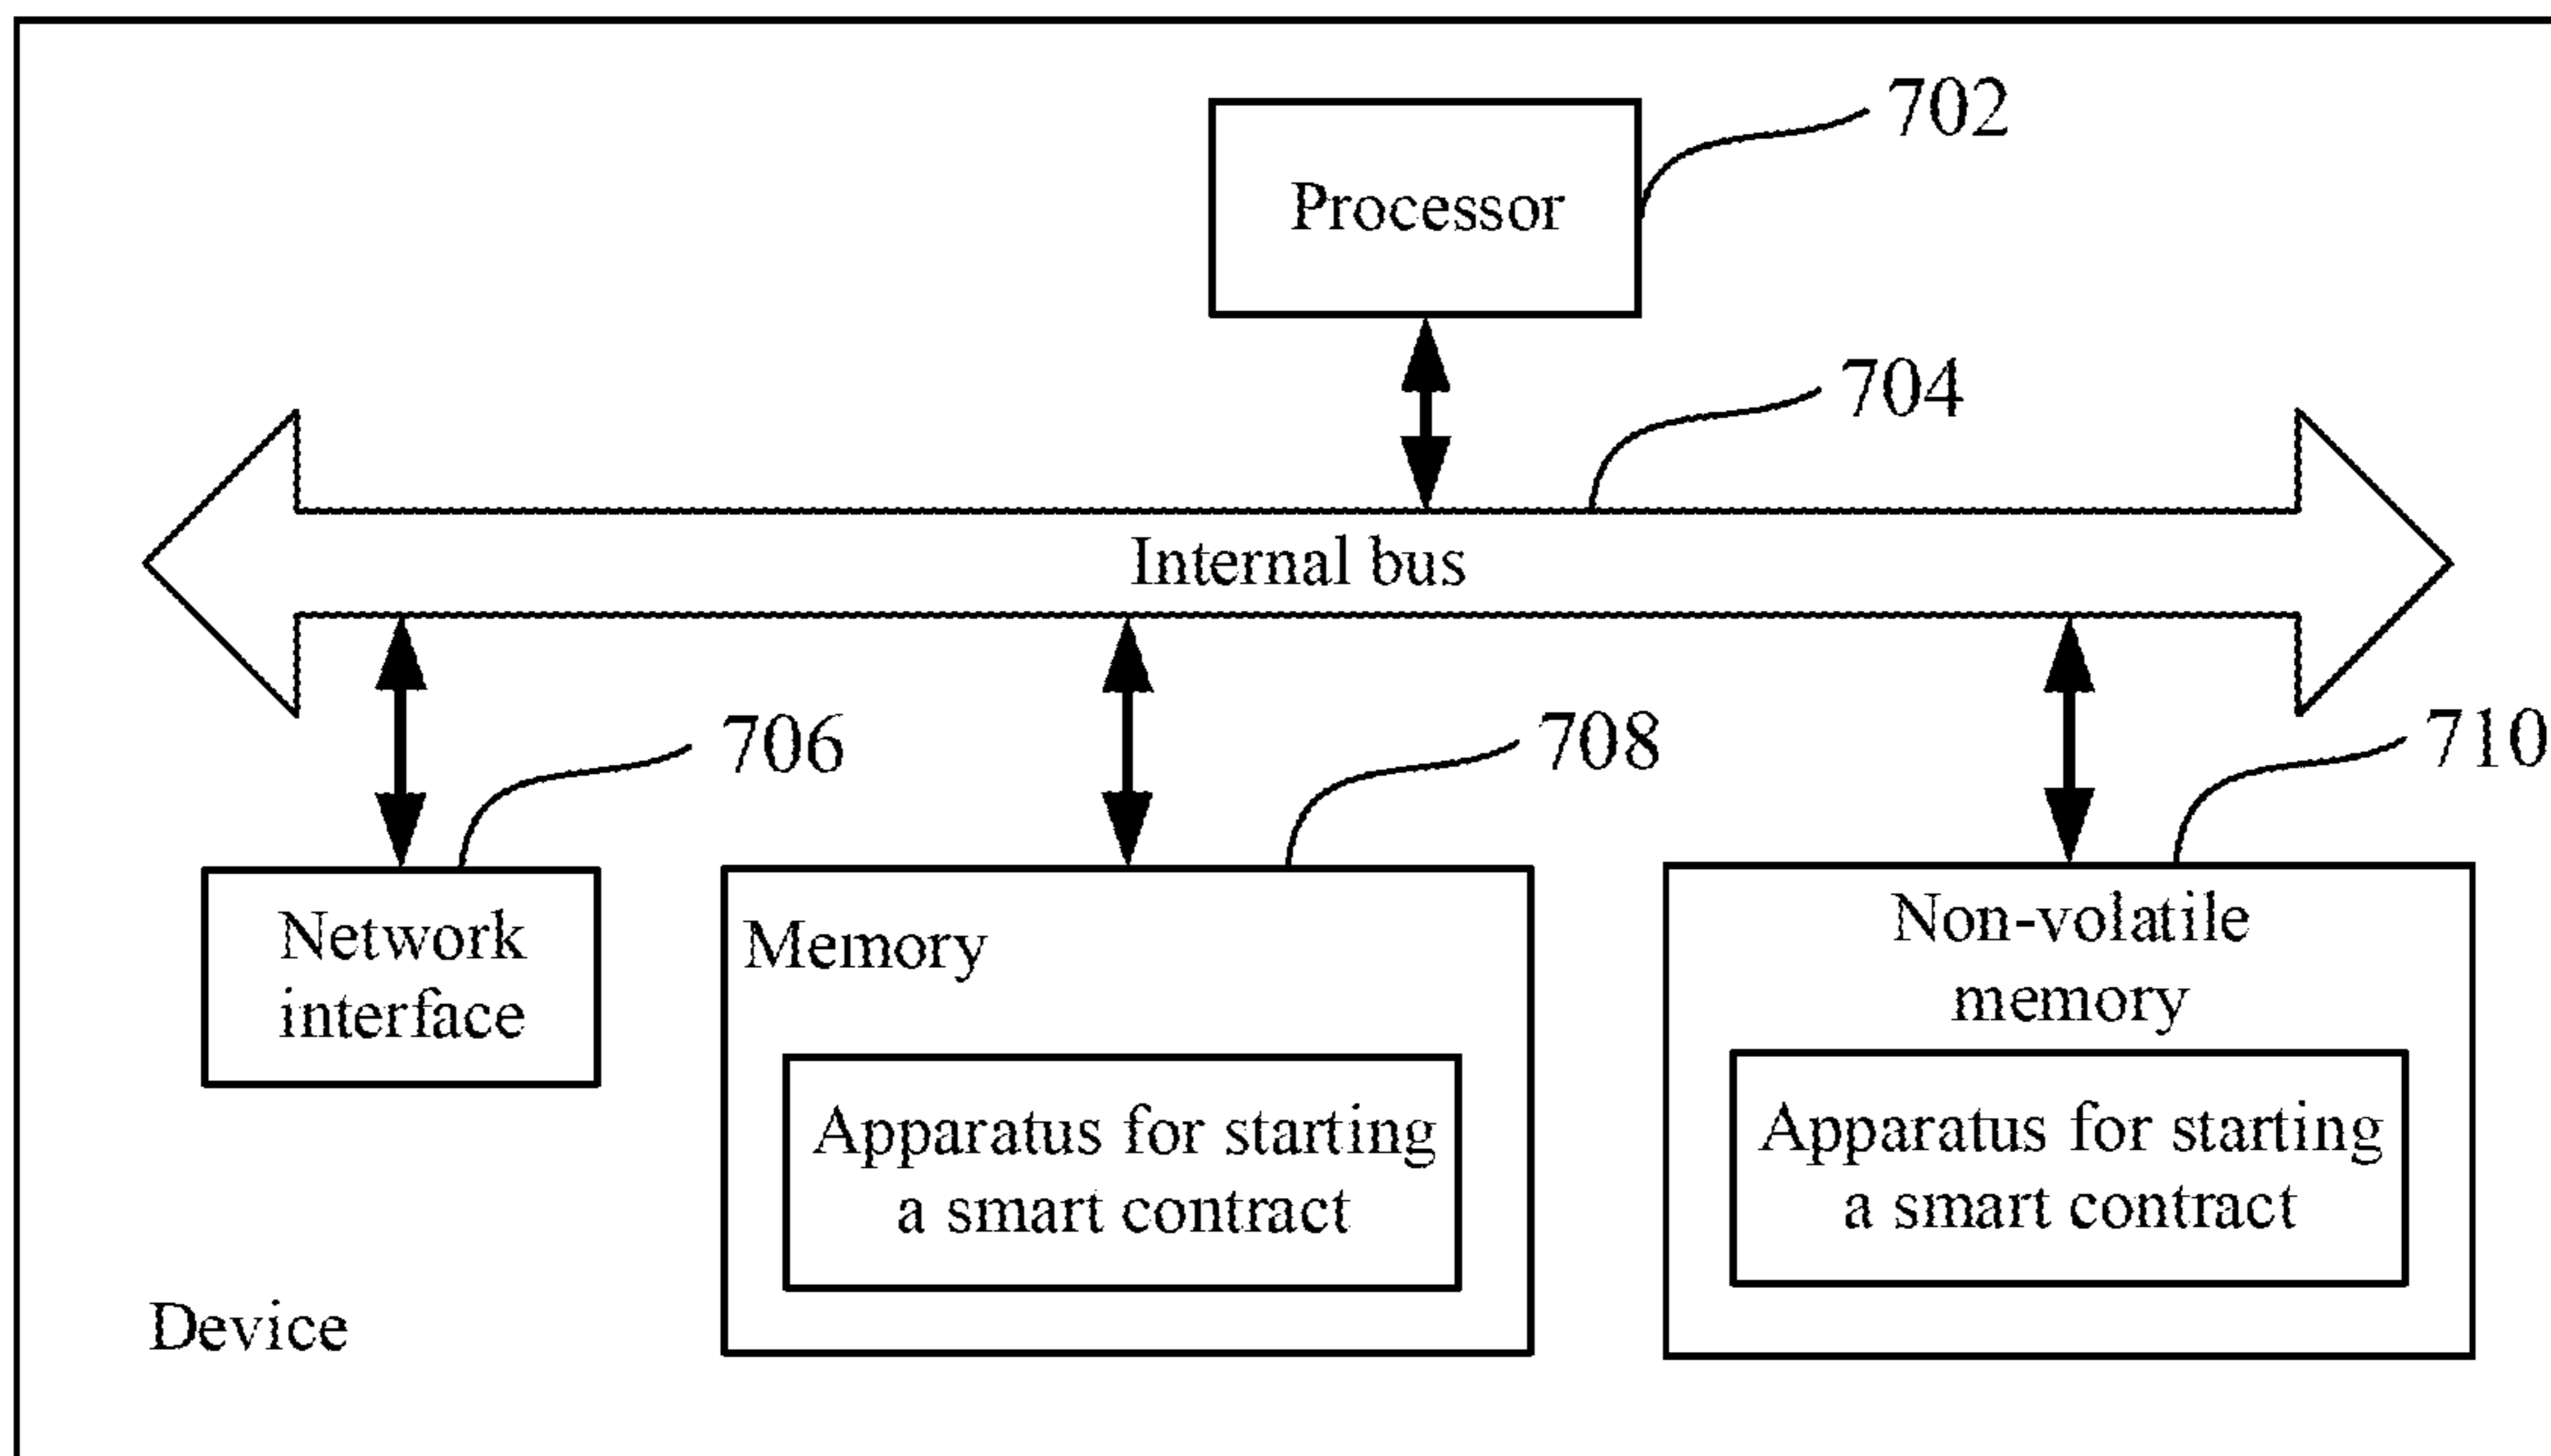 702
Processor
704
Internal bus
706
708
710
Network
interface
Memory
Apparatus for starting
a smart contract
Non-volatile
memory
Apparatus for starting
a smart contract
Device